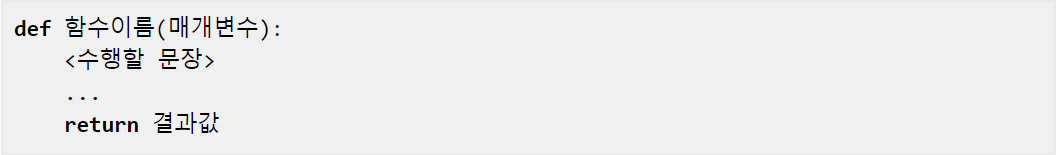 def 함수이름(매개변수):
    <수행할 문장>
    ...
    return 결과값